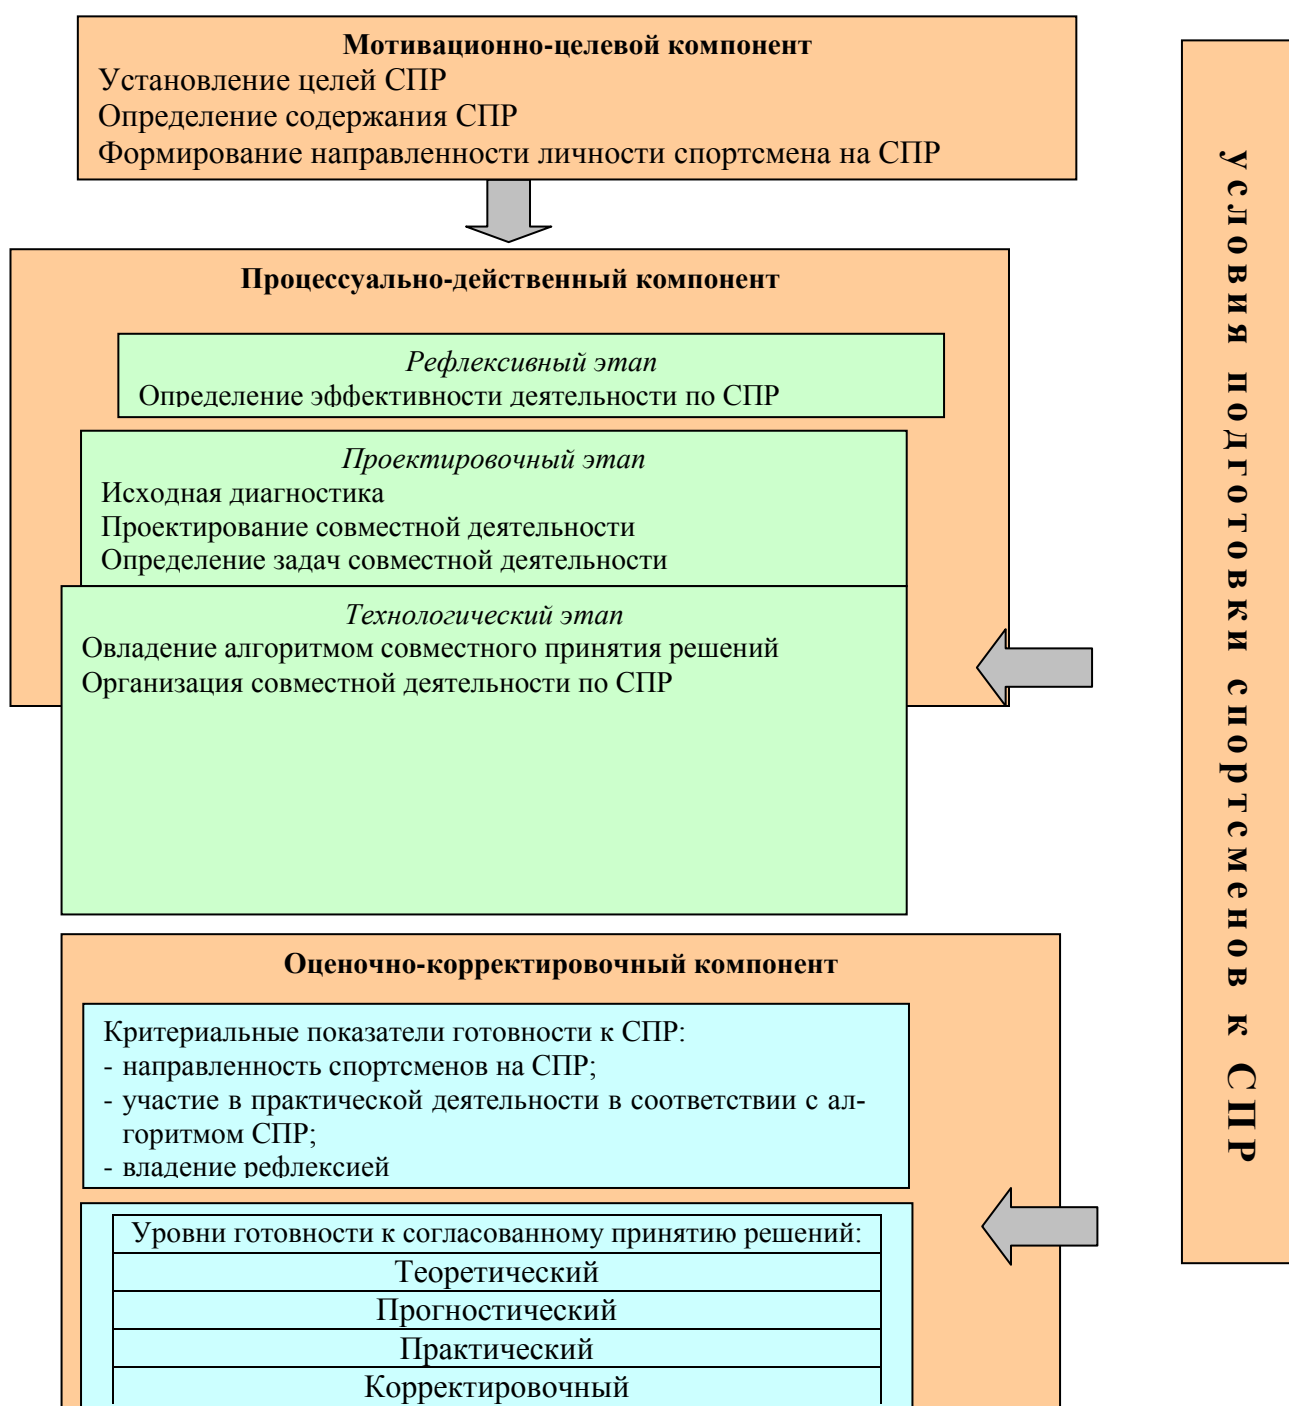 Мотивационно-целевой компонент
Установление целей СПР
Определение содержания СПР
Формирование направленности личности спортсмена на СПР
Процессуально-действенный компонент
Рефлексивный этап
Определение эффективности деятельности по СПР
Проектировочный этап
Исходная диагностика
Проектирование совместной деятельности
Определение задач совместной деятельности
Технологический этап
Овладение алгоритмом совместного принятия решений
Организация совместной деятельности по СПР
Оценочно-корректировочный компонент
Критериальные показатели готовности к СПР:
- направленность спортсменов на СПР;
- участие в практической деятельности в соответствии с ал-
горитмом СПР;
- владение рефлексией
Уровни готовности к согласованному принятию решений:
Теоретический
Прогностический
Практический
Корректировочный
условия подготовки спортсменов к СПР